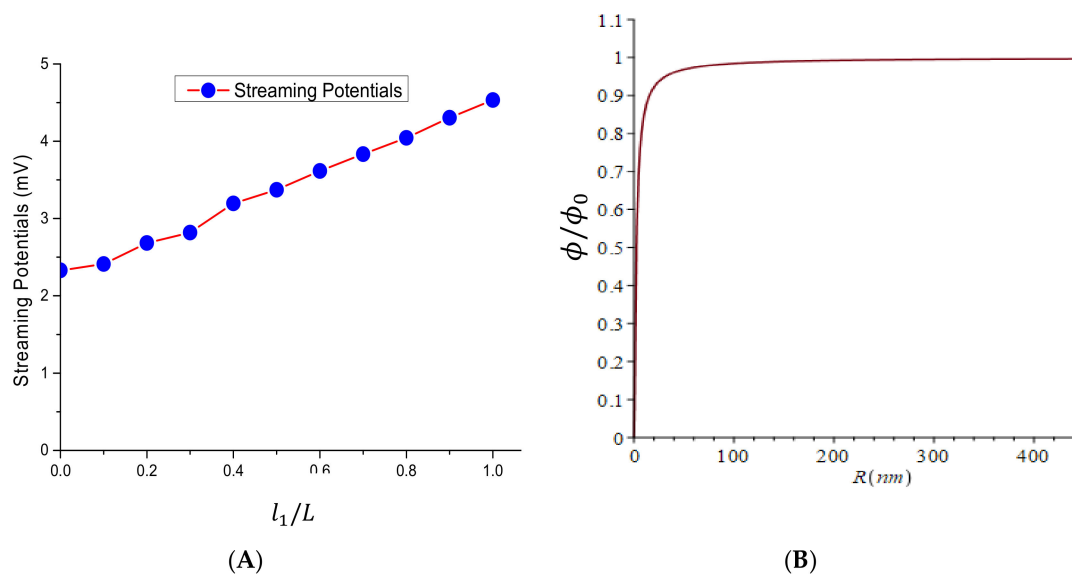 Streaming Potentials (mV)
5
4
3
2
1
0
Streaming Potentials
0.0 0.2 0.4 0.6 0.8 1.0
l₁/L
(A)
ϕ/ϕ₀
1.1
1
0.9
0.8
0.7
0.6
0.5
0.4
0.3
0.2
0.1
0
0 100 200 300 400
R(nm)
(B)